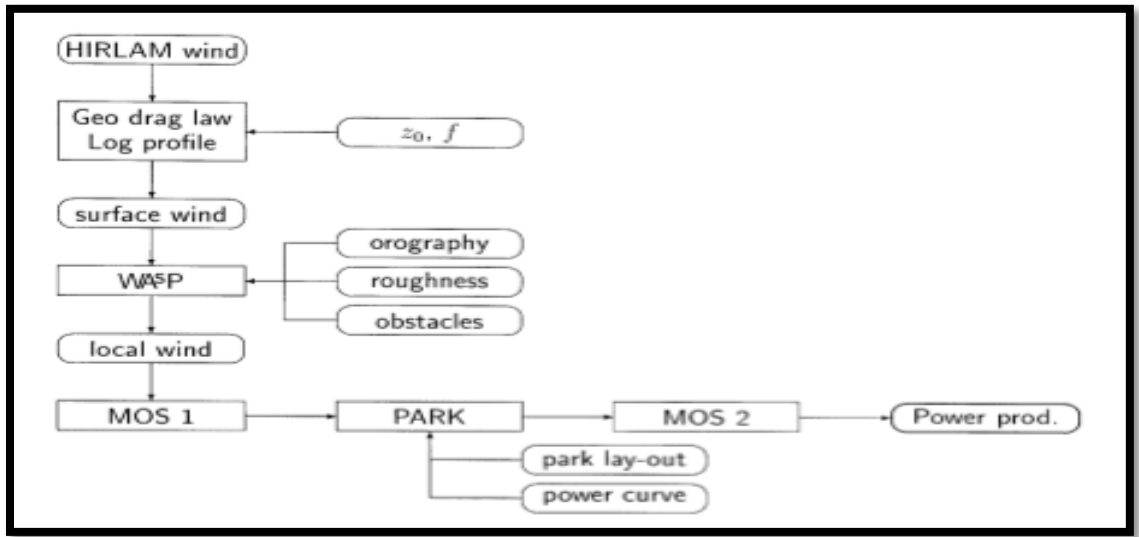 HIRLAM wind
Geo drag law
Log profile
z₀, f
surface wind
orography
WAsP
roughness
obstacles
local wind
MOS 1
PARK
MOS 2
Power prod.
park lay-out
power curve